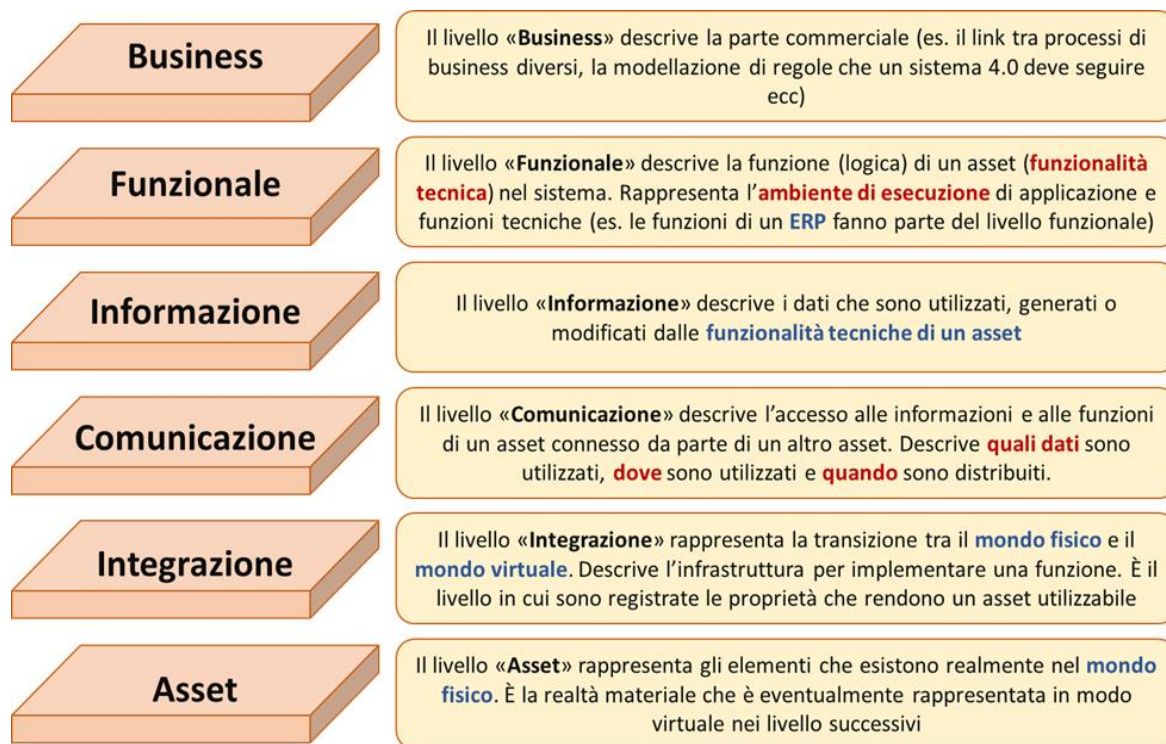 Business
Il livello «Business» descrive la parte commerciale (es. il link tra processi di
business diversi, la modellazione di regole che un sistema 4.0 deve seguire
ecc)
Funzionale
Il livello «Funzionale» descrive la funzione (logica) di un asset (funzionalità
tecnica) nel sistema. Rappresenta l’ambiente di esecuzione di applicazione e
funzioni tecniche (es. le funzioni di un ERP fanno parte del livello funzionale)
Informazione
Il livello «Informazione» descrive i dati che sono utilizzati, generati o
modificati dalle funzionalità tecniche di un asset
Comunicazione
Il livello «Comunicazione» descrive l’accesso alle informazioni e alle funzioni
di un asset connesso da parte di un altro asset. Descrive quali dati sono
utilizzati, dove sono utilizzati e quando sono distribuiti.
Integrazione
Il livello «Integrazione» rappresenta la transizione tra il mondo fisico e il
mondo virtuale. Descrive l’infrastruttura per implementare una funzione. È il
livello in cui sono registrate le proprietà che rendono un asset utilizzabile
Asset
Il livello «Asset» rappresenta gli elementi che esistono realmente nel mondo
fisico. È la realtà materiale che è eventualmente rappresentata in modo
virtuale nei livello successivi